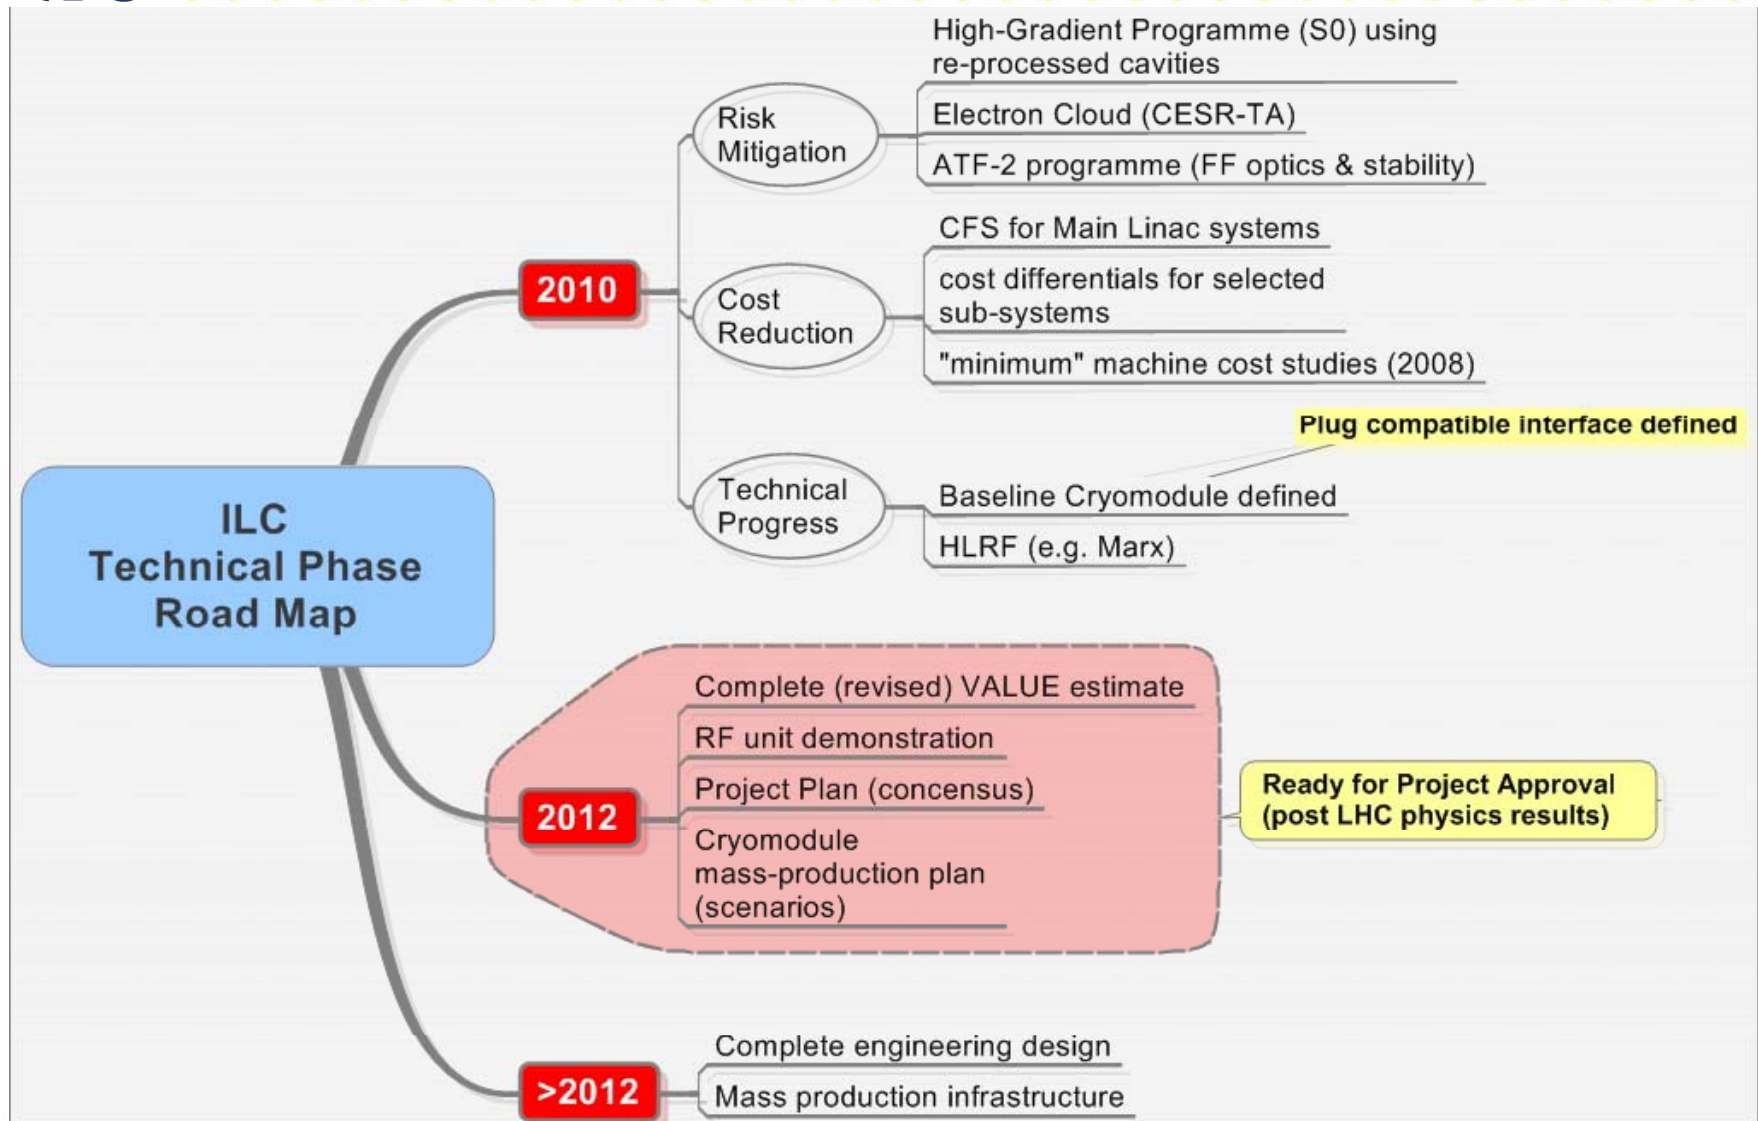 High-Gradient Programme (S0) using
re-processed cavities
Risk
Mitigation
Electron Cloud (CESR-TA)
ATF-2 programme (FF optics & stability)
2010
CFS for Main Linac systems
Cost
Reduction
cost differentials for selected
sub-systems
"minimum" machine cost studies (2008)
Plug compatible interface defined
Technical
Progress
Baseline Cryomodule defined
HLRF (e.g. Marx)
ILC
Technical Phase
Road Map
Complete (revised) VALUE estimate
RF unit demonstration
2012
Project Plan (concensus)
Cryomodule
mass-production plan
(scenarios)
Ready for Project Approval
(post LHC physics results)
>2012
Complete engineering design
Mass production infrastructure